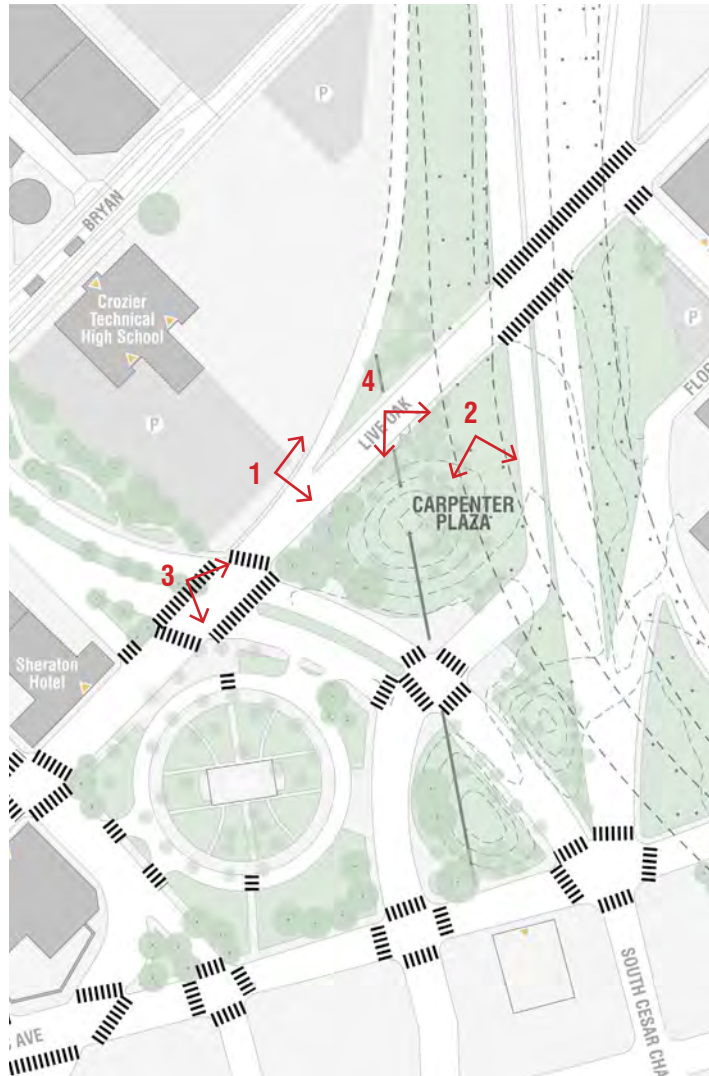 P
BRYAN
Crozier
Technical
High School
P
P
FLOR
4
LIVE OAK
2
1
CARPENTER
PLAZA
3
Sheraton
Hotel
C AVE
SOUTH CESAR CHA